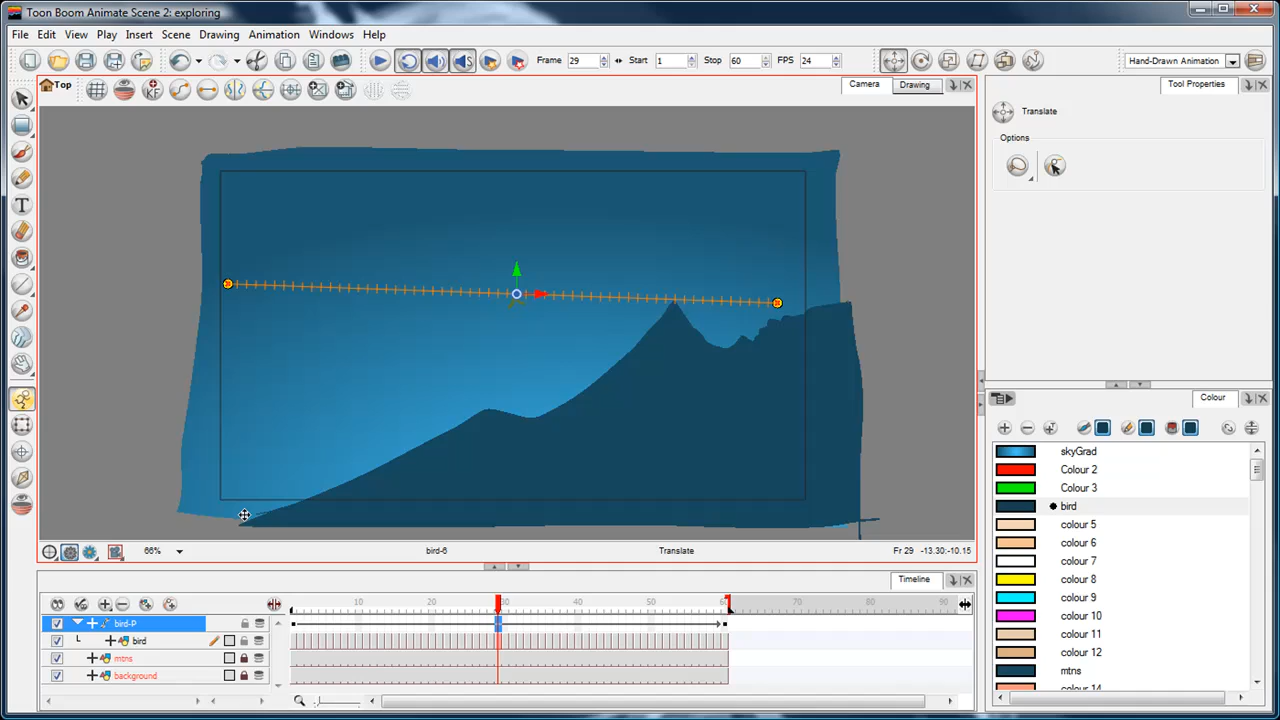 Toon Boom Animate Scene 2: exploring
File Edit View Play Insert Scene Drawing Animation Windows Help
Frame 29 Start 1 Stop 60 FPS 24 Hand-Drawn Animation
Top Camera Drawing Tool Properties
Translate
Options
Colour
skyGrad
Colour 2
Colour 3
bird
colour 5
colour 6
colour 7
colour 8
colour 9
colour 10
colour 11
colour 12
mtns
colour 14
66% bird-6 Translate Fr 29 -13.30:-10.15
Timeline
10 20 30 40 50 60 70 80 90
bird-P
bird
mtns
background